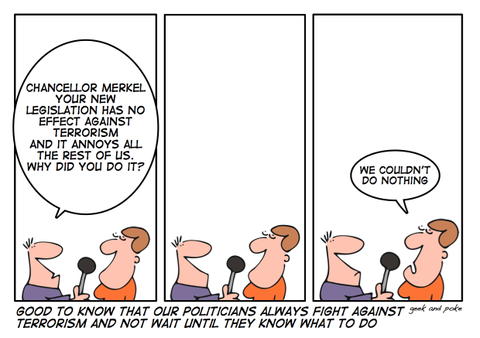 CHANCELLOR MERKEL
YOUR NEW
LEGISLATION HAS NO
EFFECT AGAINST
TERRORISM
AND IT ANNOYS ALL
THE REST OF US.
WHY DID YOU DO IT?
WE COULDN'T
DO NOTHING
GOOD TO KNOW THAT OUR POLITICIANS ALWAYS FIGHT AGAINST
TERRORISM AND NOT WAIT UNTIL THEY KNOW WHAT TO DO
geek and poke